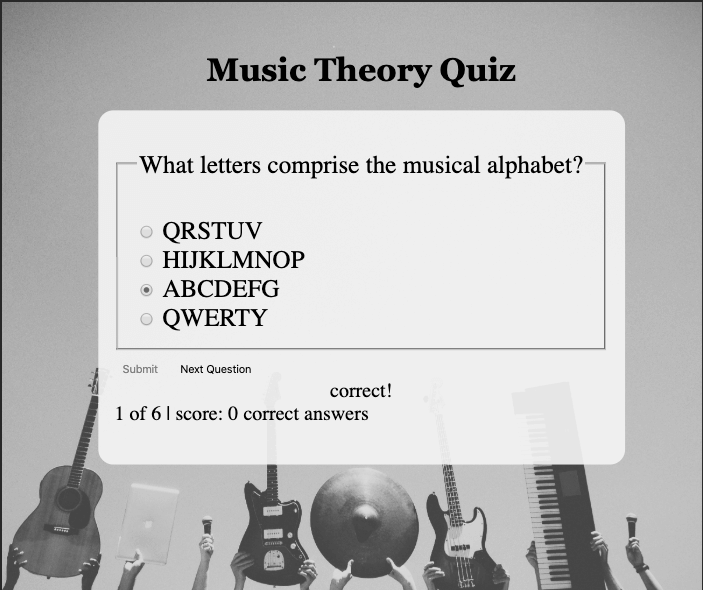 Music Theory Quiz
What letters comprise the musical alphabet?
QRSTUV
HIJKLMNOP
ABCDEFG
QWERTY
Submit Next Question
correct!
1 of 6 | score: 0 correct answers